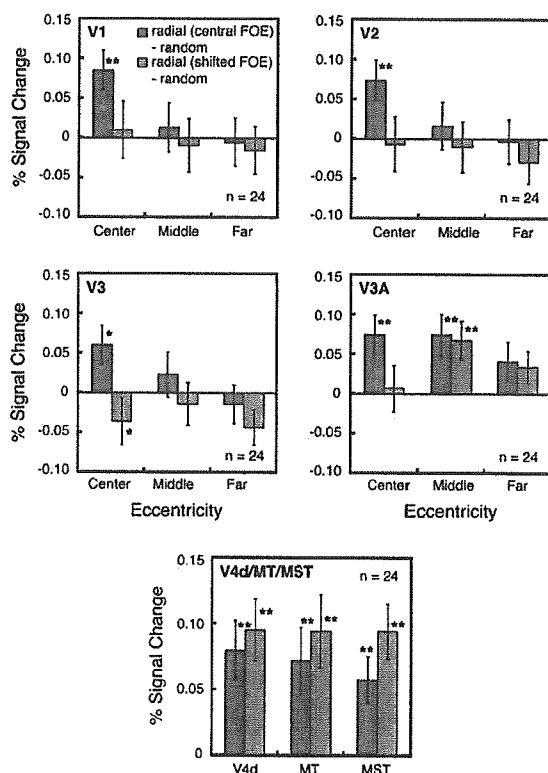 V1
radial (central FOE)
- random
radial (shifted FOE)
- random
% Signal Change
0.15
0.10
0.05
0
-0.05
-0.10
n = 24
Center Middle Far
V2
0.15
0.10
0.05
0
-0.05
-0.10
n = 24
Center Middle Far
V3
% Signal Change
0.15
0.10
0.05
0
-0.05
-0.10
n = 24
Center Middle Far
Eccentricity
V3A
0.15
0.10
0.05
0
-0.05
-0.10
n = 24
Center Middle Far
Eccentricity
V4d/MT/MST
n = 24
% Signal Change
0.10
0.05
0
V4d MT MST